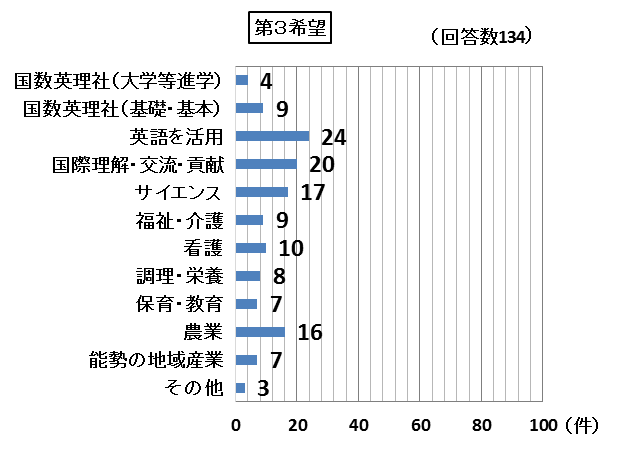 第3希望
（回答数134）
国数英理社（大学等進学） 4
国数英理社（基礎・基本） 9
英語を活用 24
国際理解・交流・貢献 20
サイエンス 17
福祉・介護 9
看護 10
調理・栄養 8
保育・教育 7
農業 16
能勢の地域産業 7
その他 3
0 20 40 60 80 100 （件）